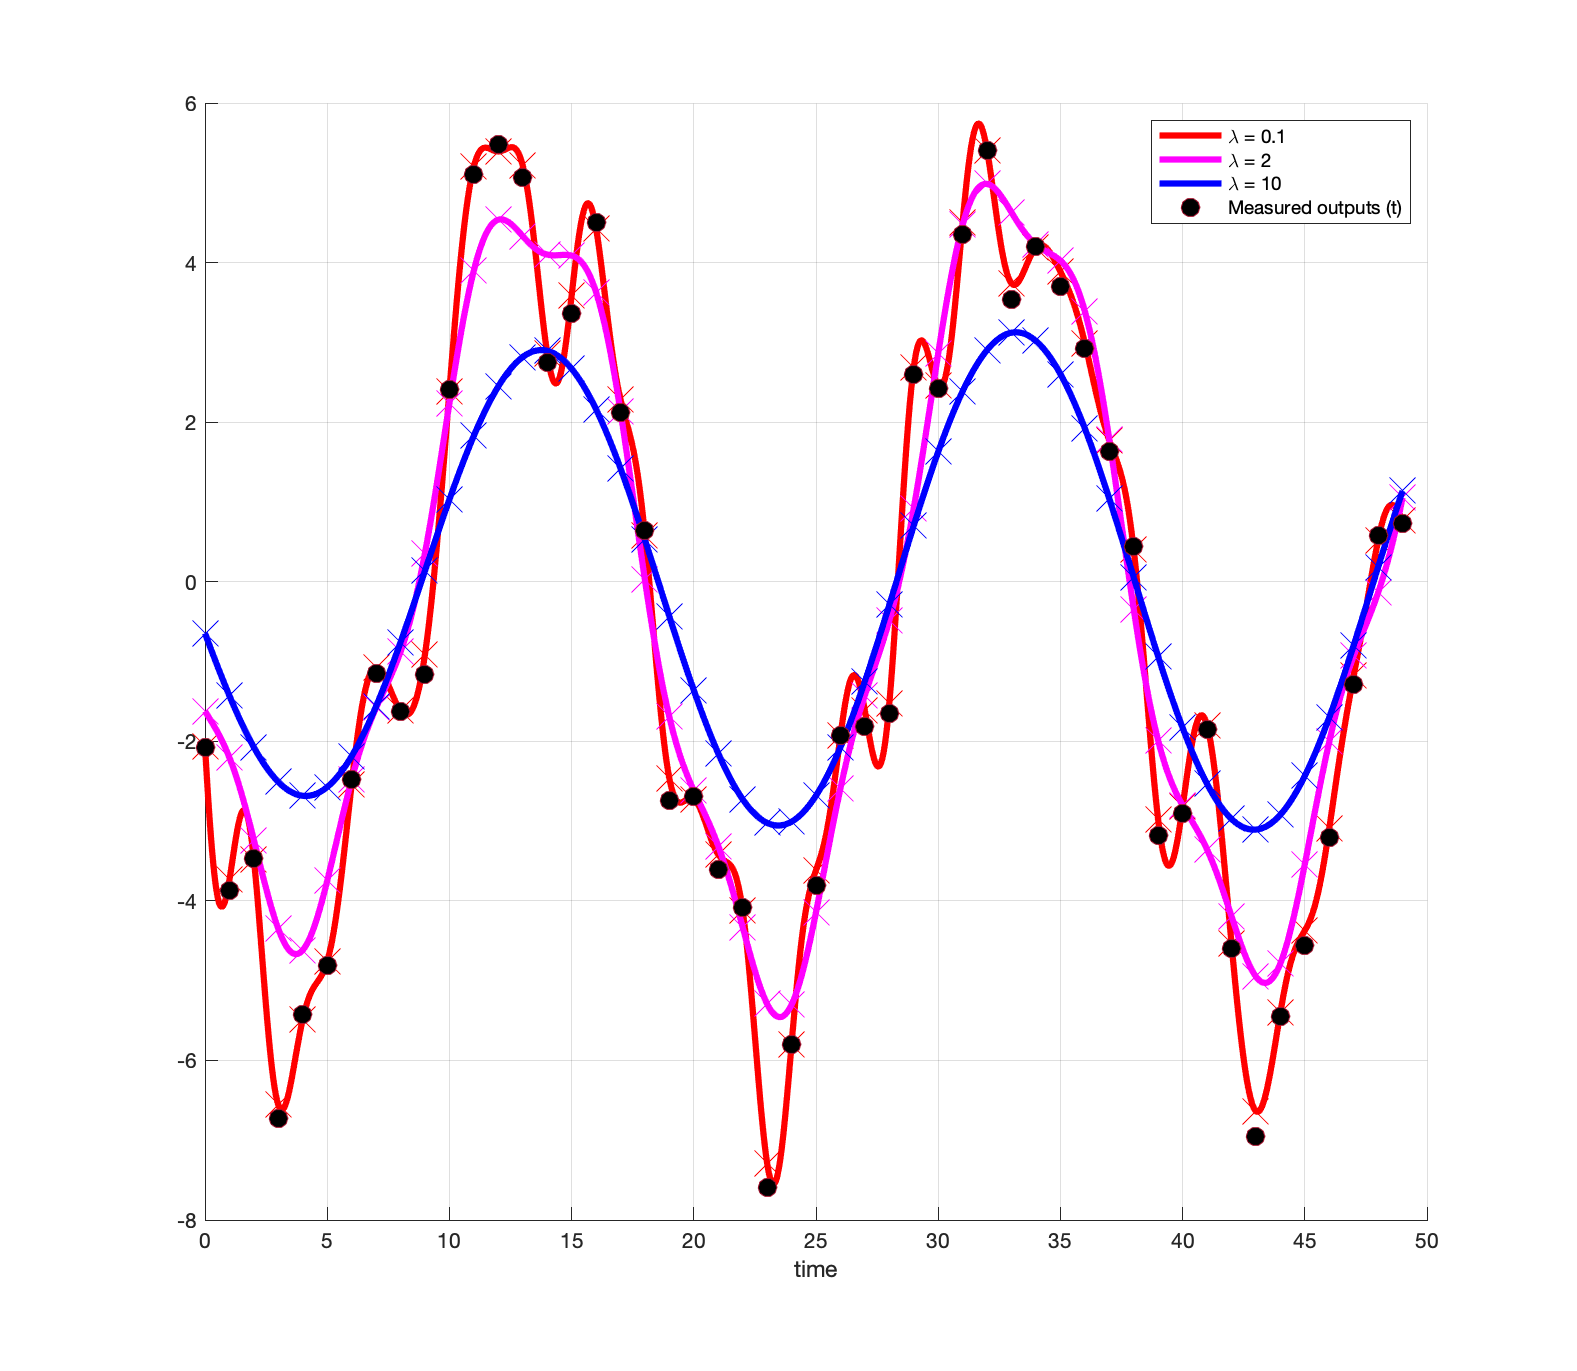 6
4
2
0
-2
-4
-6
-8
0 5 10 15 20 25 30 35 40 45 50
time
λ = 0.1
λ = 2
λ = 10
Measured outputs (t)